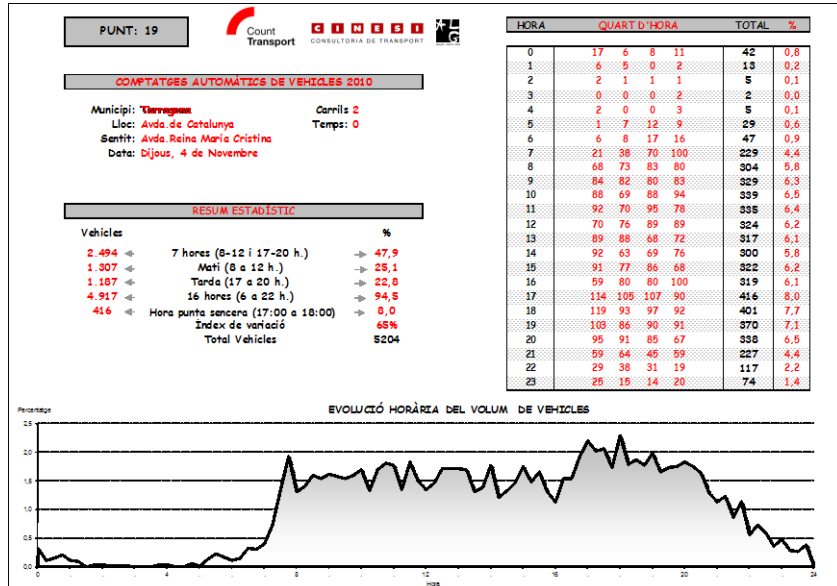 PUNT: 19
Count
Transport
CINESI
CONSULTORIA DE TRANSPORT
COMPTATGES AUTOMÀTICS DE VEHICLES 2010
Municipi: Carrils 2
Lloc: Avda.de Catalunya Temps: 0
Sentit: Avda.Reina Maria Cristina
Data: Dijous, 4 de Novembre
RESUM ESTADÍSTIC
Vehicles %
2.494 7 hores (8-12 i 17-20 h.) 47,9
1.307 Matí (8 a 12 h.) 25,1
1.187 Tarda (17 a 20 h.) 22,8
4.917 16 hores (6 a 22 h.) 94,5
416 Hora punta sencera (17:00 a 18:00) 8,0
Índex de variació 65%
Total Vehicles 5204
HORA QUART D'HORA TOTAL %
0 17 6 8 11 42 0,8
1 6 5 0 2 13 0,2
2 2 1 1 1 5 0,1
3 0 0 0 2 2 0,0
4 2 0 0 3 5 0,1
5 1 7 12 9 29 0,6
6 6 8 17 16 47 0,9
7 21 38 70 100 229 4,4
8 68 73 83 80 304 5,8
9 84 82 80 83 329 6,3
10 88 69 88 94 339 6,5
11 92 70 95 78 335 6,4
12 70 76 89 89 324 6,2
13 89 88 68 72 317 6,1
14 92 63 69 76 300 5,8
15 91 77 86 68 322 6,2
16 59 80 80 100 319 6,1
17 114 105 107 90 416 8,0
18 119 93 97 92 401 7,7
19 103 86 90 91 370 7,1
20 95 91 85 67 338 6,5
21 59 64 45 59 227 4,4
22 29 38 31 19 117 2,2
23 25 15 14 20 74 1,4
EVOLUCIÓ HORÀRIA DEL VOLUM DE VEHICLES
Percentatge
2,5
2,0
1,5
1,0
0,5
0,0
0 4 8 12 16 20 24
Hora